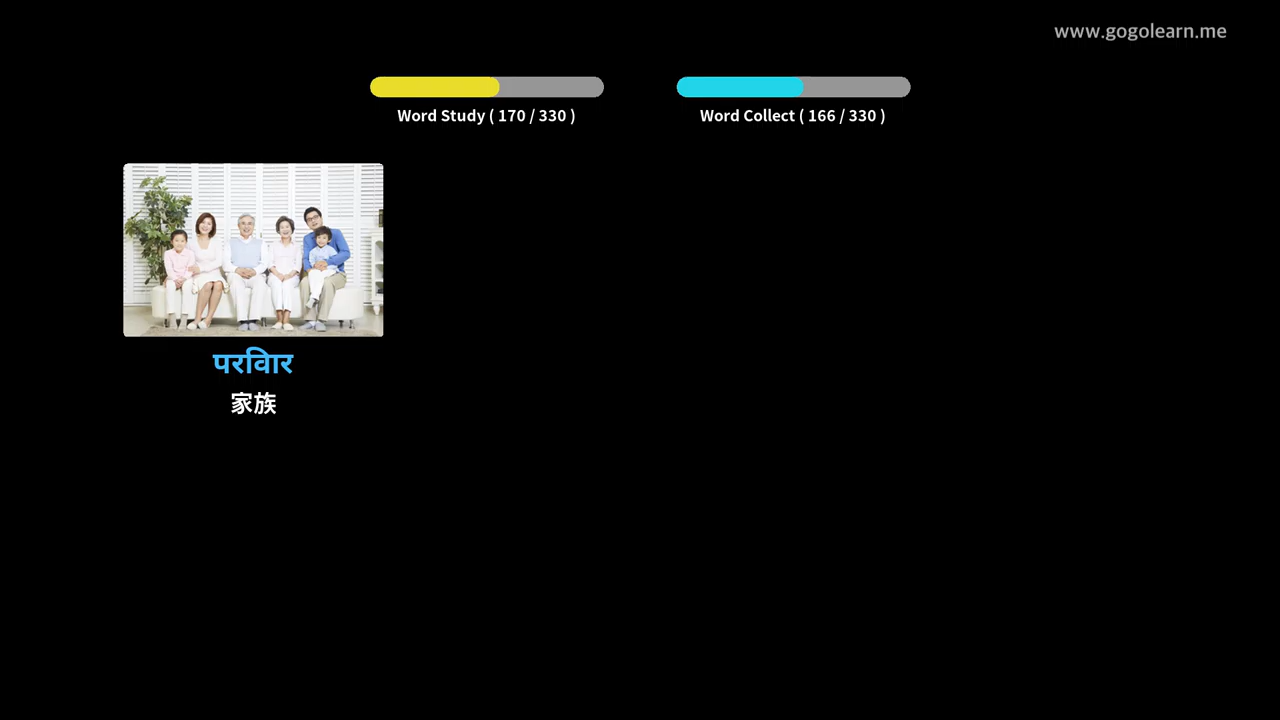 www.gogolearn.me
Word Study ( 170 / 330 )
Word Collect ( 166 / 330 )
परिवार
家族